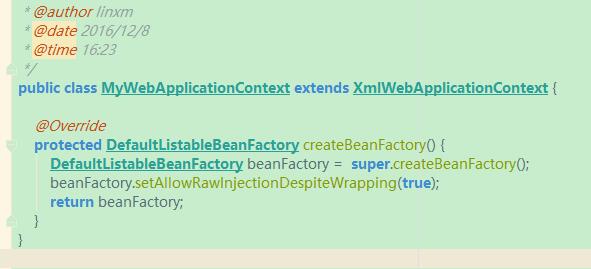 * @author linxm
* @date 2016/12/8
* @time 16:23
*/
public class MyWebApplicationContext extends XmlWebApplicationContext {
@Override
protected DefaultListableBeanFactory createBeanFactory() {
DefaultListableBeanFactory beanFactory = super.createBeanFactory();
beanFactory.setAllowRawInjectionDespiteWrapping(true);
return beanFactory;
}
}